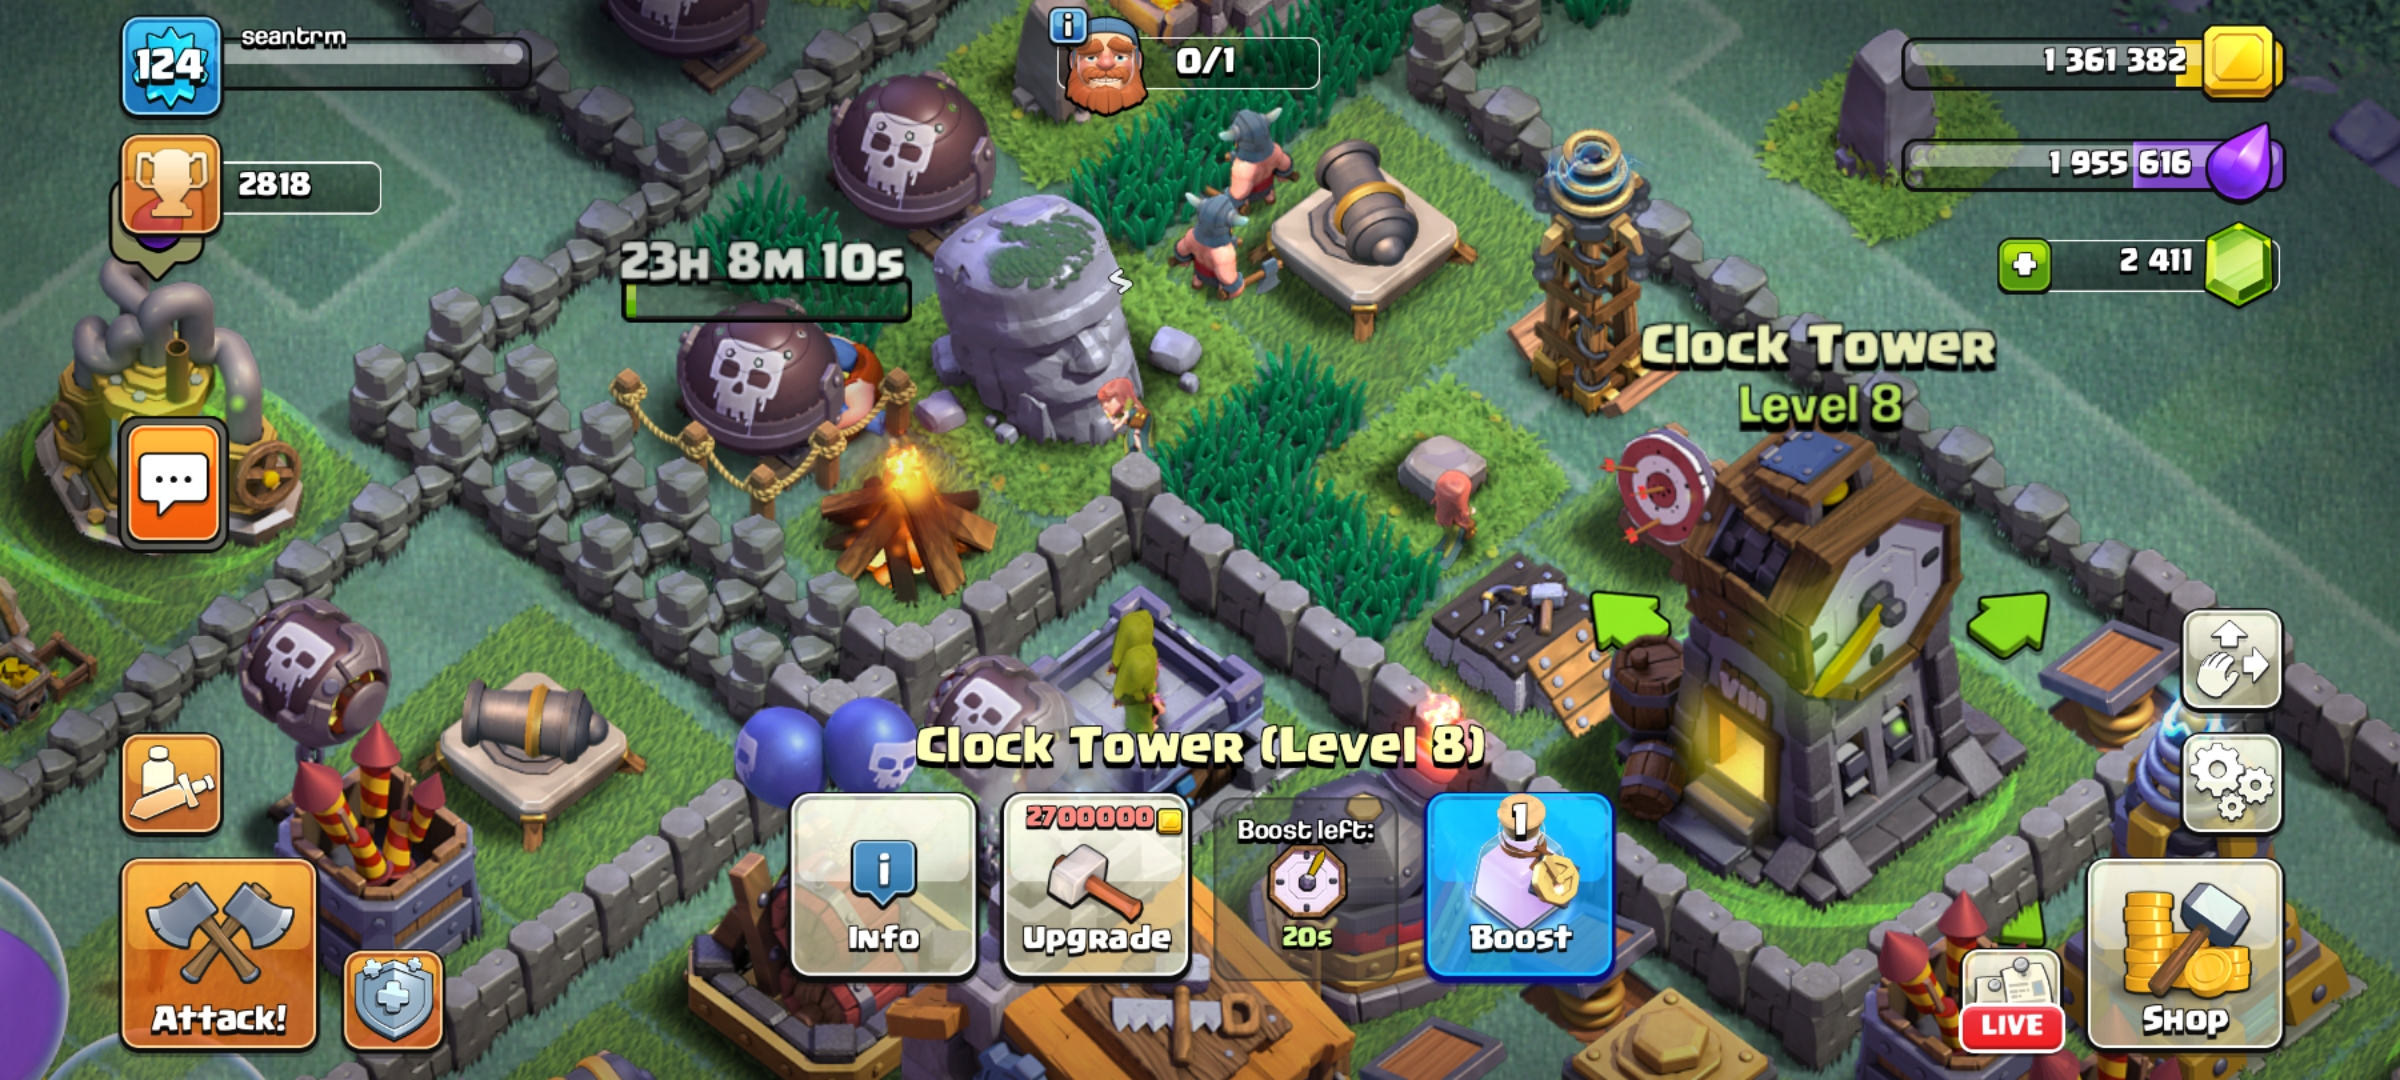 124
seantrm
0/1
1 361 382
2818
1 955 616
2 411
23H 8M 10s
Clock Tower
Level 8
VIII
Clock Tower (Level 8)
2700000
Boost left:
1
20s
Info
Upgrade
Boost
Attack!
LIVE
Shop